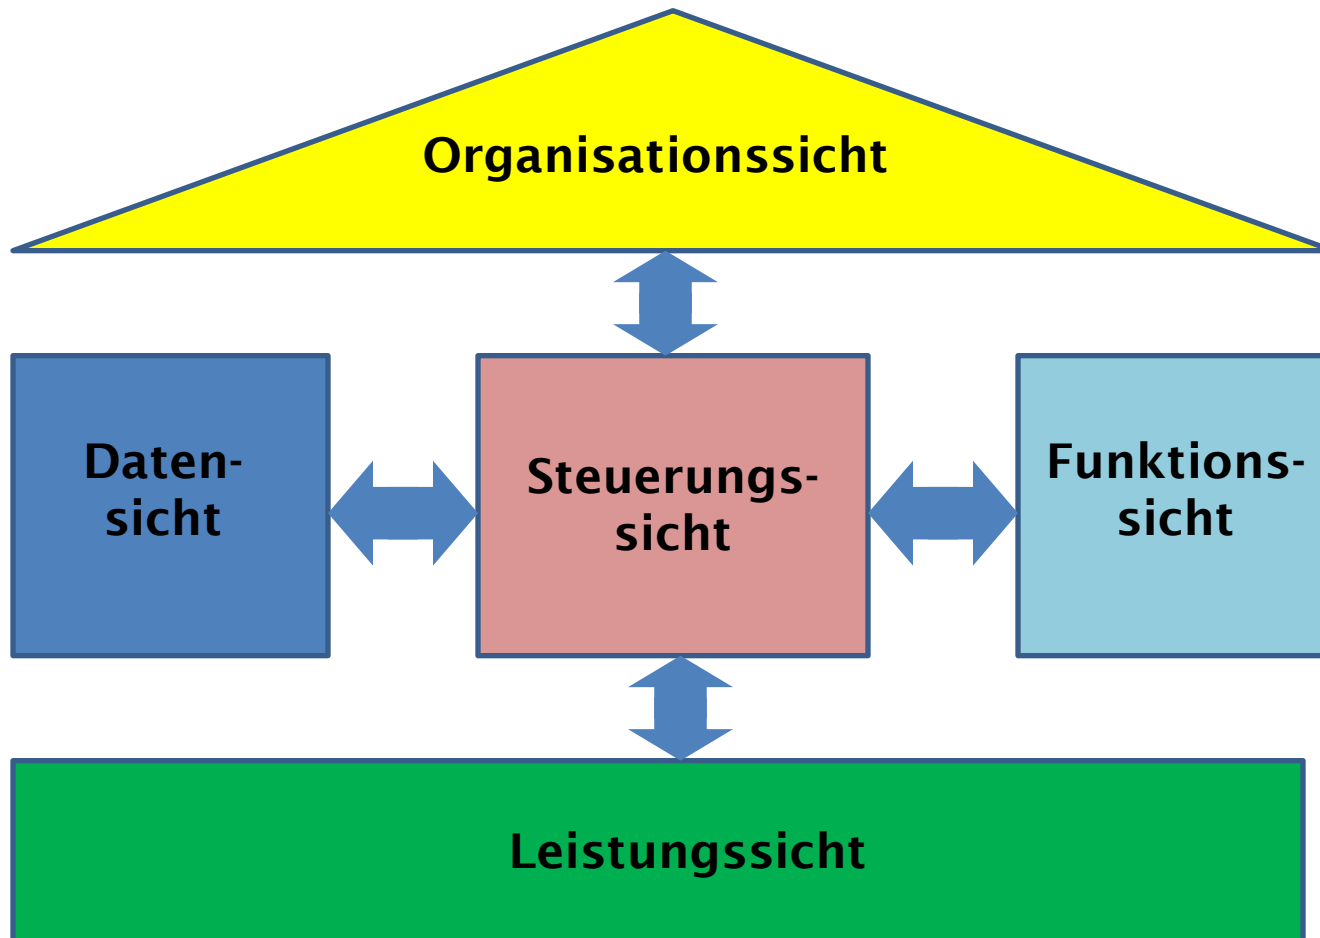 Organisationssicht
Daten-
sicht
Steuerungs-
sicht
Funktions-
sicht
Leistungssicht